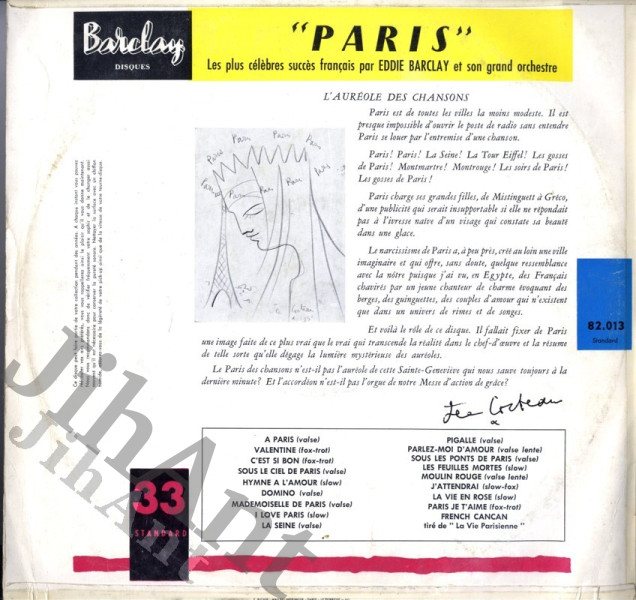 Barclay
DISQUES
"PARIS"
Les plus célèbres succès français par EDDIE BARCLAY et son grand orchestre
L'AURÉOLE DES CHANSONS
Paris est de toutes les villes la moins modeste. Il est
presque impossible d'ouvrir le poste de radio sans entendre
Paris se louer par l'entremise d'une chanson.
Paris! Paris! La Seine! La Tour Eiffel! Les gosses
de Paris! Montmartre! Montrouge! Les soirs de Paris!
Les gosses de Paris!
Paris charge ses grandes filles, de Mistinguett à Gréco,
d'une publicité qui serait insupportable si elle ne répondait
pas à l'ivresse naïve d'un visage qui constate sa beauté
dans une glace.
Le narcissisme de Paris a, à peu près, créé au loin une ville
imaginaire et qui offre, sans doute, quelque ressemblance
avec la nôtre puisque j'ai vu, en Egypte, des Français
chavirés par un jeune chanteur de charme évoquant des
berges, des guinguettes, des couples d'amour qui n'existent
que dans un univers de rimes et de songes.
Et voilà le rôle de ce disque. Il fallait fixer de Paris
une image faite de ce plus vrai que le vrai qui transcende la réalité dans le chef-d'œuvre et la résume
de telle sorte qu'elle dégage la lumière mystérieuse des auréoles.
Le Paris des chansons n'est-il pas l'auréole de cette Sainte-Geneviève qui nous sauve toujours à la
dernière minute? Et l'accordéon n'est-il pas l'orgue de notre Messe d'action de grâce?
Jean Cocteau
Paris Paris Paris Paris
Paris Par. Paris
Cocteau
82.013
Standard
A PARIS (valse)
VALENTINE (fox-trot)
C'EST SI BON (fox-trot)
SOUS LE CIEL DE PARIS (valse)
HYMNE A L'AMOUR (slow)
DOMINO (valse)
MADEMOISELLE DE PARIS (valse)
I LOVE PARIS (slow)
LA SEINE (valse)
PIGALLE (valse)
PARLEZ-MOI D'AMOUR (valse lente)
SOUS LES PONTS DE PARIS (valse)
LES FEUILLES MORTES (slow)
MOULIN ROUGE (valse lente)
J'ATTENDRAI (slow-fox)
LA VIE EN ROSE (slow)
PARIS JE T'AIME (fox-trot)
FRENCH CANCAN
tiré de " La Vie Parisienne "
33
STANDARD
JihAnt
JihAnt